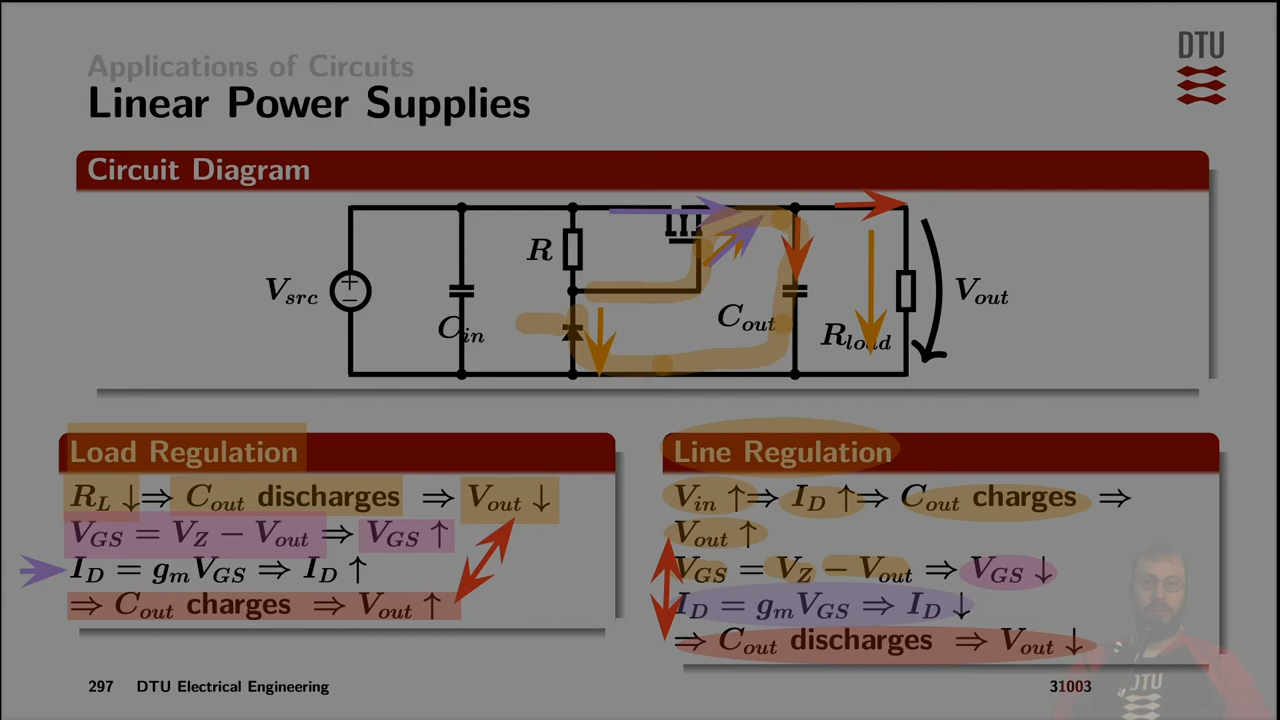 Applications of Circuits
Linear Power Supplies
DTU
Circuit Diagram
V_src
+
−
C_in
R
C_out
R_load
V_out
Load Regulation
R_L ↓⇒ C_out discharges ⇒ V_out ↓
V_GS = V_Z − V_out ⇒ V_GS ↑
I_D = g_m V_GS ⇒ I_D ↑
⇒ C_out charges ⇒ V_out ↑
Line Regulation
V_in ↑⇒ I_D ↑⇒ C_out charges ⇒
V_out ↑
V_GS = V_Z − V_out ⇒ V_GS ↓
I_D = g_m V_GS ⇒ I_D ↓
⇒ C_out discharges ⇒ V_out ↓
297 DTU Electrical Engineering 31003
DTU